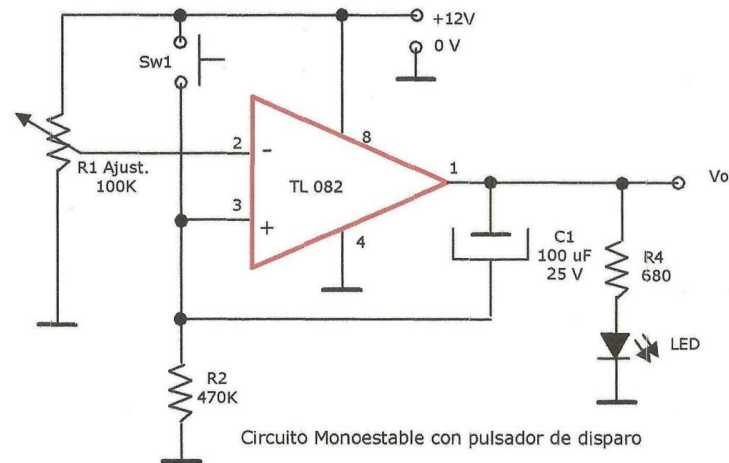 +12V
0 V
Sw1
8
2
-
1
R1 Ajust.
100K
TL 082
Vo
3
+
4
C1
100 uF
25 V
R4
680
LED
R2
470K
Circuito Monoestable con pulsador de disparo